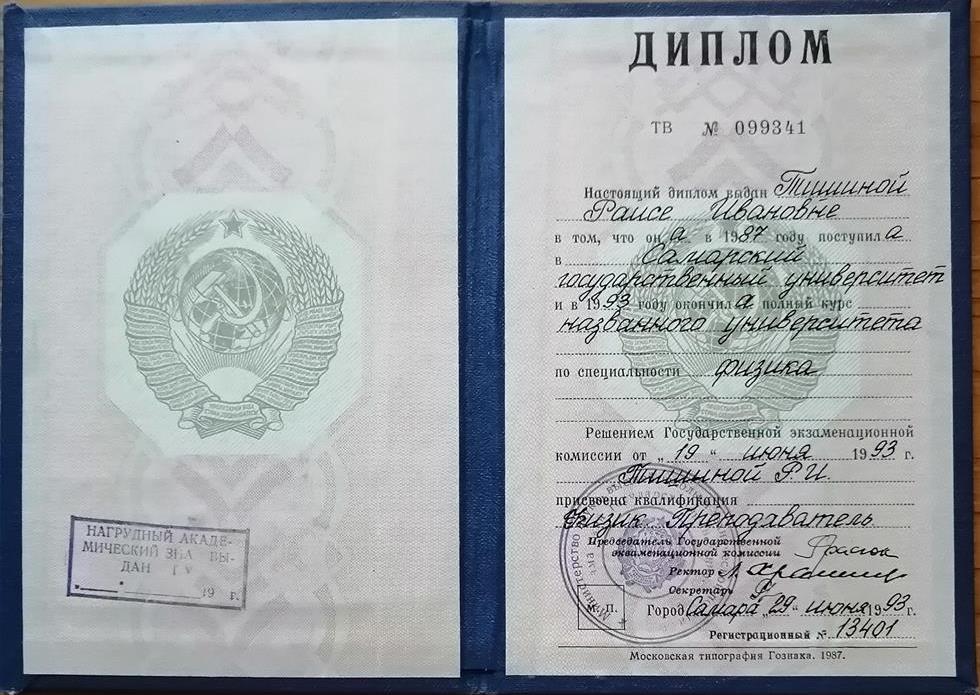 НАГРУДНЫЙ АКАДЕ-
МИЧЕСКИЙ ЗНАК ВЫ-
ДАН
19 г.
ДИПЛОМ
ТВ № 099341
Настоящий диплом выдан Тишиной
Раисе Ивановне
в том, что он а в 1987 году поступил а
в Самарский
государственный университет
и в 1993 году окончил а полный курс
названного университета
по специальности физика
Решением Государственной экзаменационной
комиссии от „19“ июня 1993 г.
Тишиной Р.И.
присвоена квалификация
Физик. Преподаватель
Председатель Государственной
экзаменационной комиссии
Ректор
Секретарь
М. П.
Город Самара „29“ июня 1993 г.
Регистрационный № 13401
Московская типография Гознака. 1987.